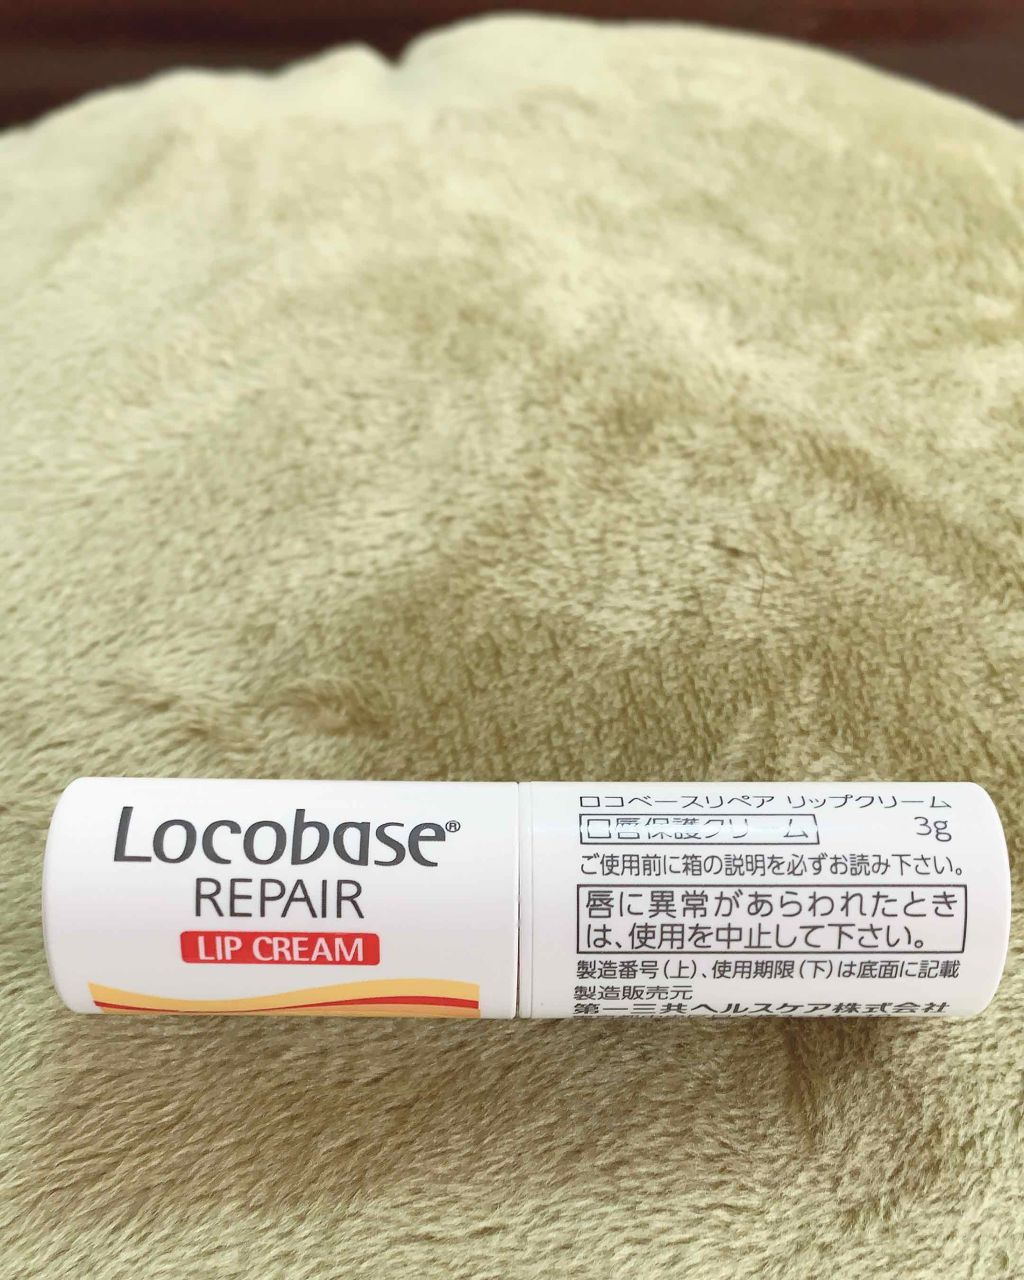 Locobase®
REPAIR
LIP CREAM
ロコベースリペア リップクリーム
口唇保護クリーム 3g
ご使用前に箱の説明を必ずお読み下さい。
唇に異常があらわれたとき
は、使用を中止して下さい。
製造番号(上)、使用期限(下)は底面に記載
製造販売元
第一三共ヘルスケア株式会社